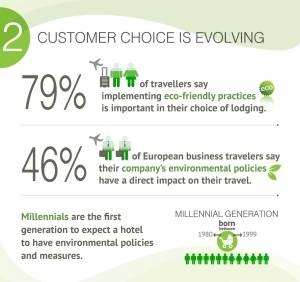 2 CUSTOMER CHOICE IS EVOLVING
79% of travellers say
implementing eco-friendly practices
is important in their choice of lodging.
eco
46% of European business travelers say
their company's environmental policies
have a direct impact on their travel.
Millennials are the first
generation to expect a hotel
to have environmental policies
and measures.
MILLENNIAL GENERATION
born
between
1980 1999